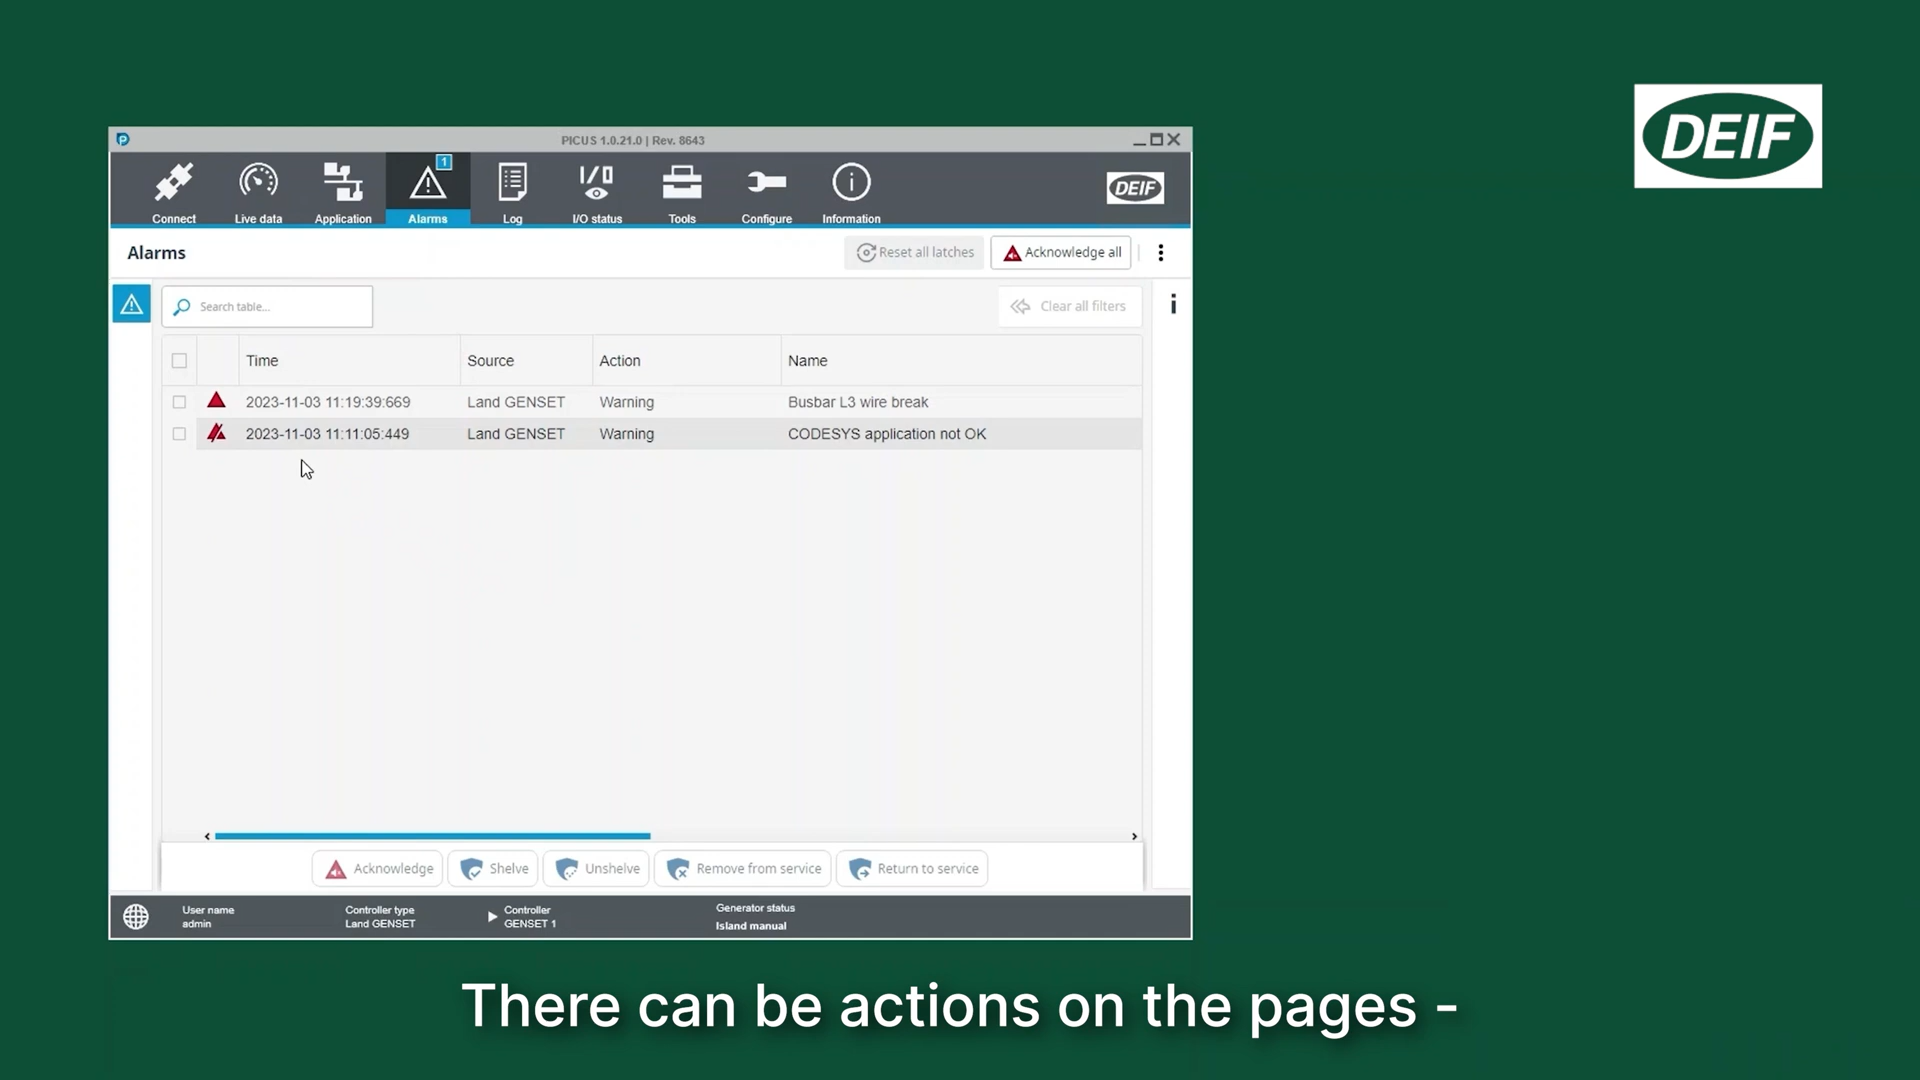 DEIF
PICUS 1.0.21.0 | Rev. 8643
1
Connect
Live data
Application
Alarms
Log
I/O status
Tools
Configure
Information
DEIF
Alarms
Reset all latches
Acknowledge all
Search table...
Clear all filters
Time Source Action Name
2023-11-03 11:19:39:669 Land GENSET Warning Busbar L3 wire break
2023-11-03 11:11:05:449 Land GENSET Warning CODESYS application not OK
Acknowledge
Shelve
Unshelve
Remove from service
Return to service
User name
admin
Controller type
Land GENSET
Controller
GENSET 1
Generator status
Island manual
There can be actions on the pages -